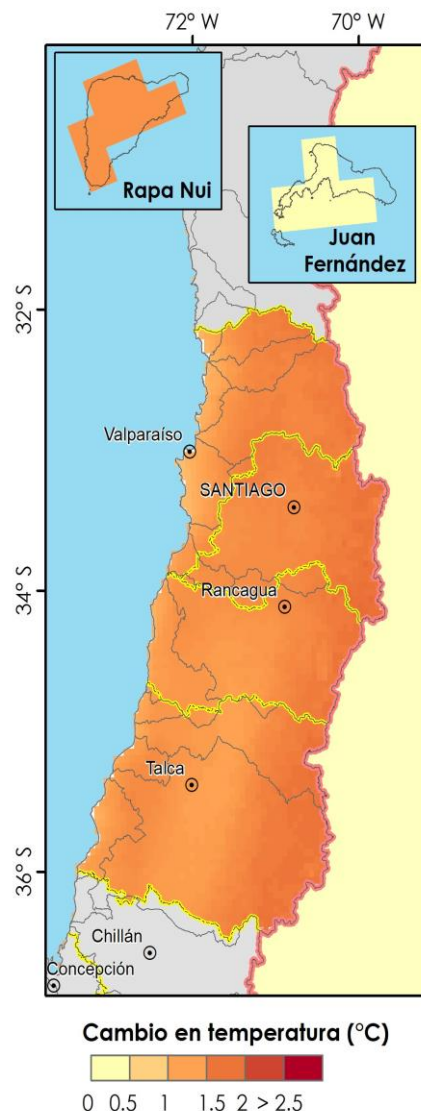 72° W
70° W
Rapa Nui
Juan
Fernández
32° S
Valparaíso
SANTIAGO
34° S
Rancagua
Talca
36° S
Chillán
Concepción
Cambio en temperatura (°C)
0 0.5 1 1.5 2 > 2.5